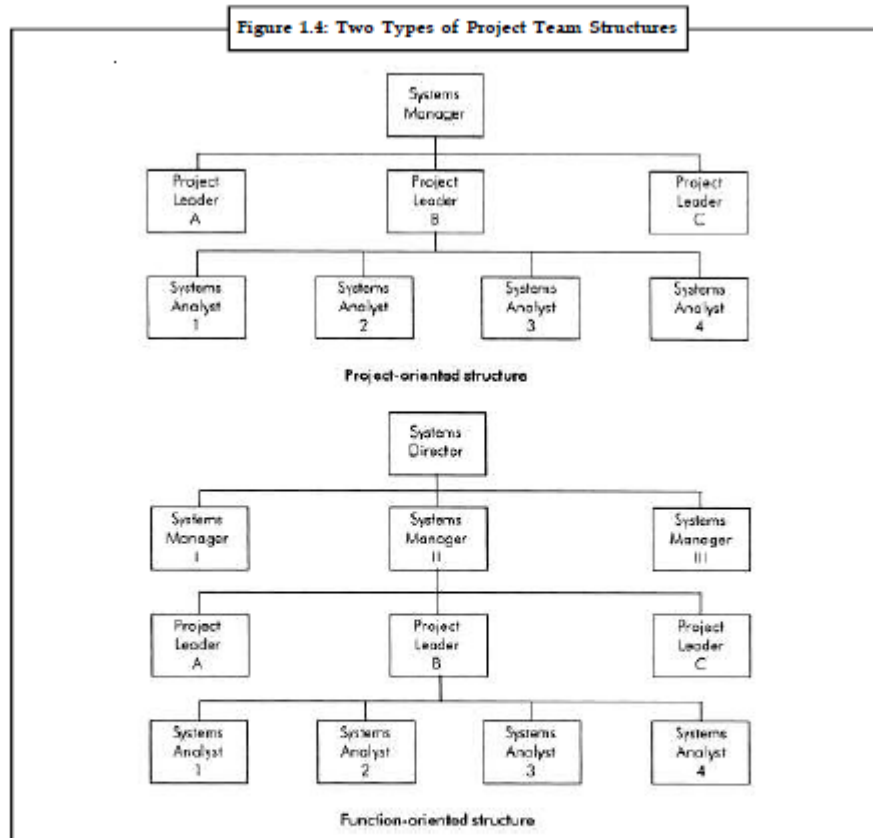 Figure 1.4: Two Types of Project Team Structures
Systems
Manager
Project
Leader
A
Project
Leader
B
Project
Leader
C
Systems
Analyst
1
Systems
Analyst
2
Systems
Analyst
3
Systems
Analyst
4
Project-oriented structure
Systems
Director
Systems
Manager
I
Systems
Manager
II
Systems
Manager
III
Project
Leader
A
Project
Leader
B
Project
Leader
C
Systems
Analyst
1
Systems
Analyst
2
Systems
Analyst
3
Systems
Analyst
4
Function-oriented structure